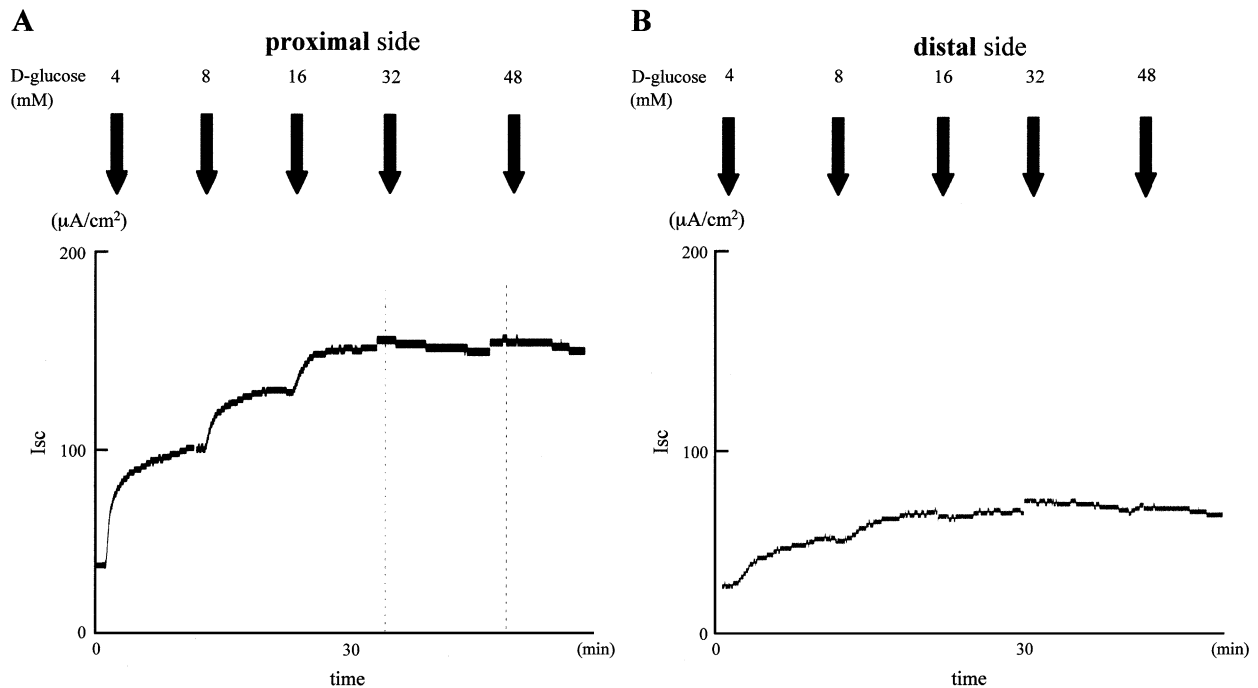 A
proximal side
D-glucose 4 8 16 32 48
(mM)
(μA/cm²)
200
100
0
Isc
0 30 (min)
time
B
distal side
D-glucose 4 8 16 32 48
(mM)
(μA/cm²)
200
100
0
Isc
30 (min)
time